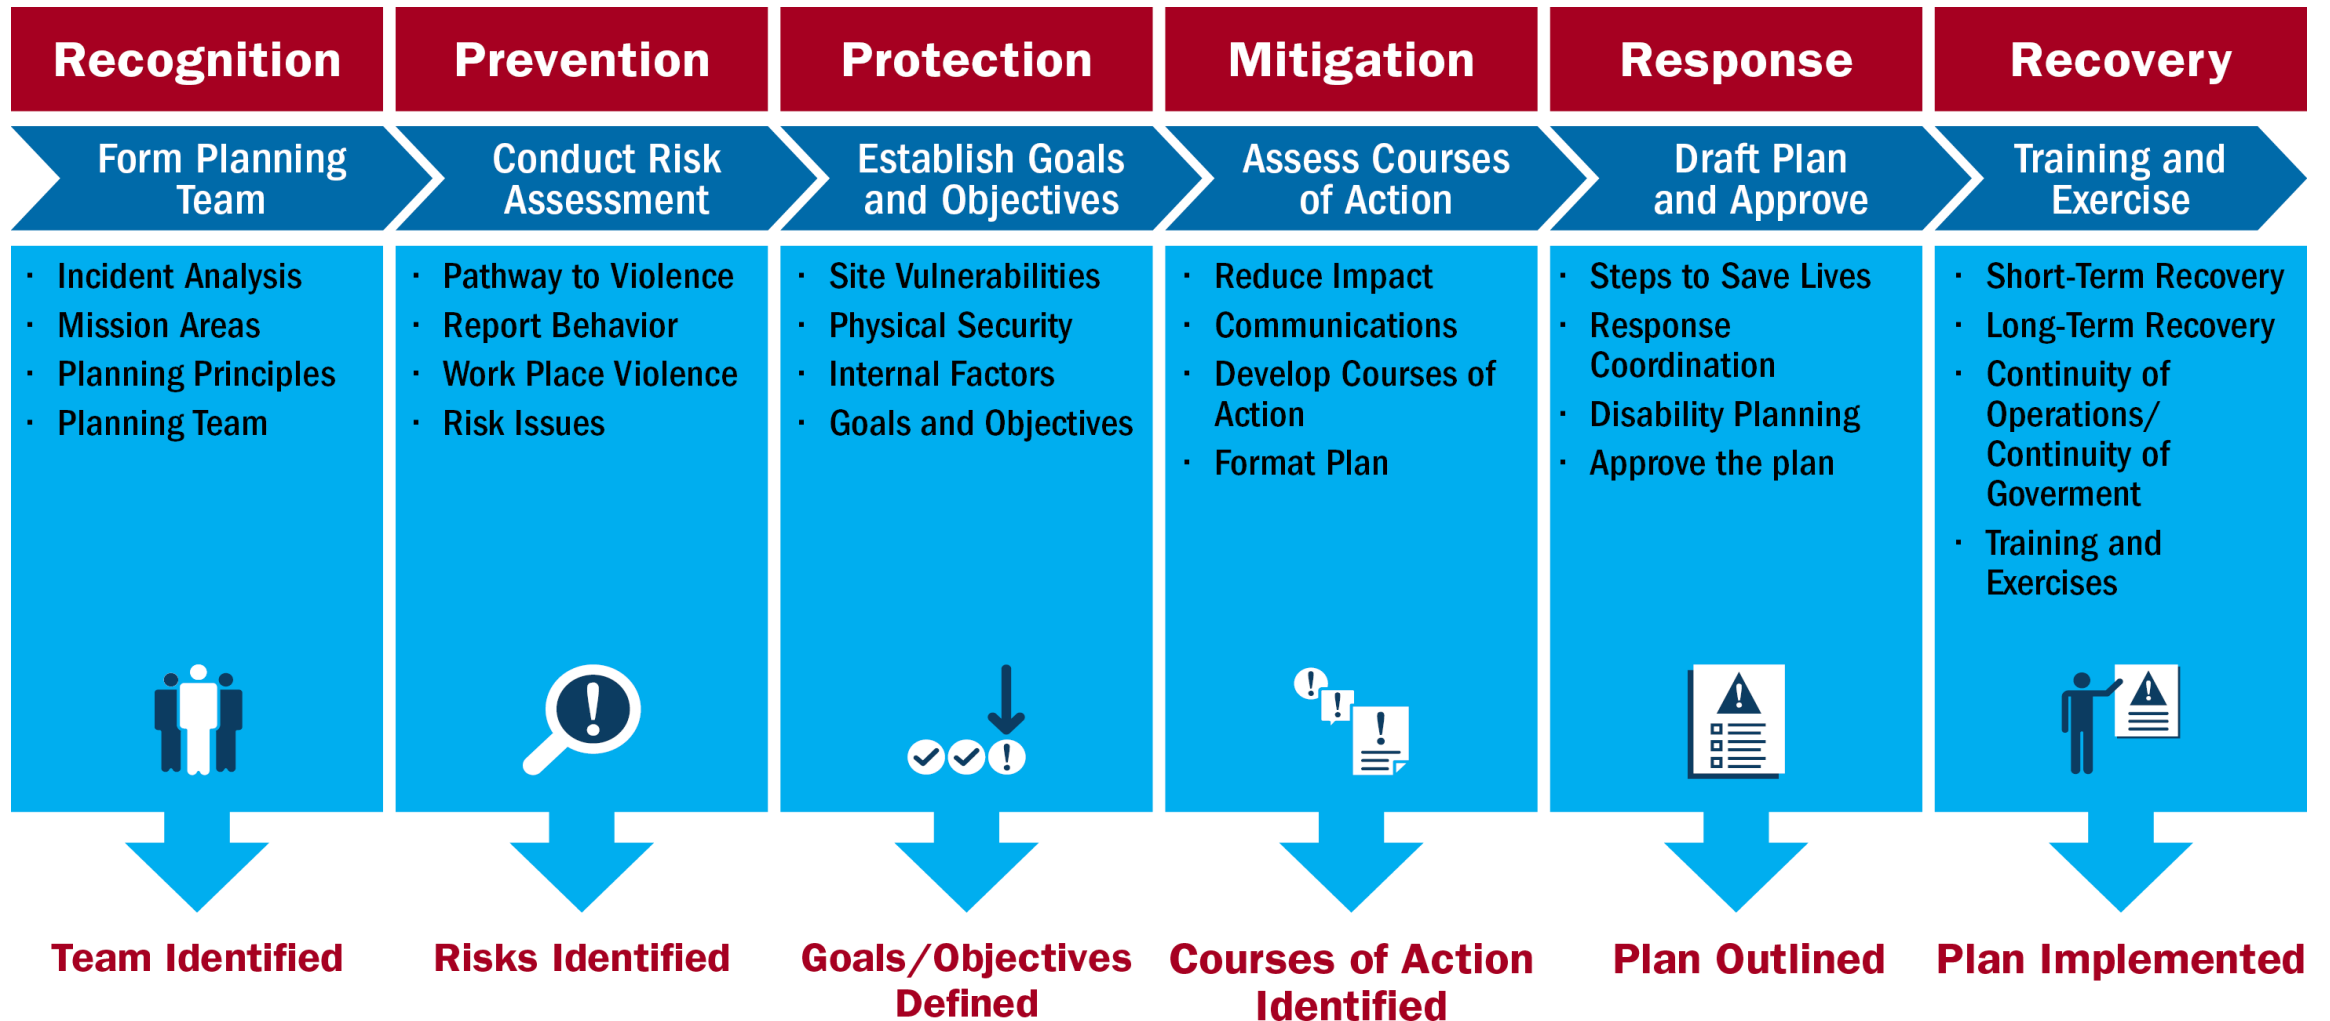 Recognition
Prevention
Protection
Mitigation
Response
Recovery
Form Planning
Team
Conduct Risk
Assessment
Establish Goals
and Objectives
Assess Courses
of Action
Draft Plan
and Approve
Training and
Exercise
· Incident Analysis
· Mission Areas
· Planning Principles
· Planning Team
· Pathway to Violence
· Report Behavior
· Work Place Violence
· Risk Issues
· Site Vulnerabilities
· Physical Security
· Internal Factors
· Goals and Objectives
· Reduce Impact
· Communications
· Develop Courses of
Action
· Format Plan
· Steps to Save Lives
· Response
Coordination
· Disability Planning
· Approve the plan
· Short-Term Recovery
· Long-Term Recovery
· Continuity of
Operations/
Continuity of
Goverment
· Training and
Exercises
Team Identified
Risks Identified
Goals/Objectives
Defined
Courses of Action
Identified
Plan Outlined
Plan Implemented